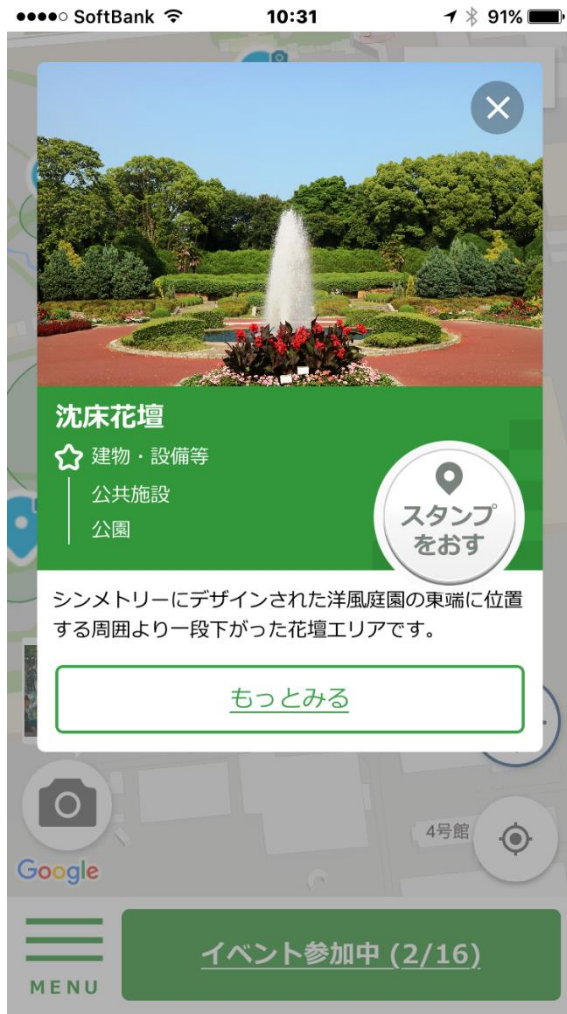 SoftBank 10:31 91%
沈床花壇
建物・設備等
公共施設
公園
スタンプ
をおす
シンメトリーにデザインされた洋風庭園の東端に位置
する周囲より一段下がった花壇エリアです。
もっとみる
4号館
Google
MENU
イベント参加中 (2/16)